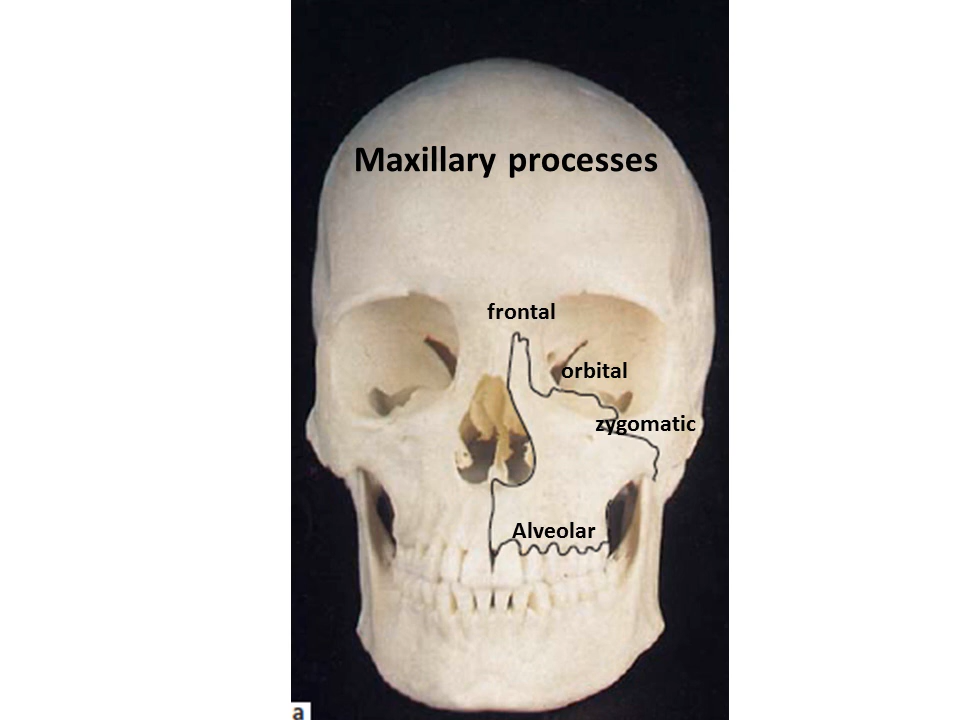 Maxillary processes
frontal
orbital
zygomatic
Alveolar
a